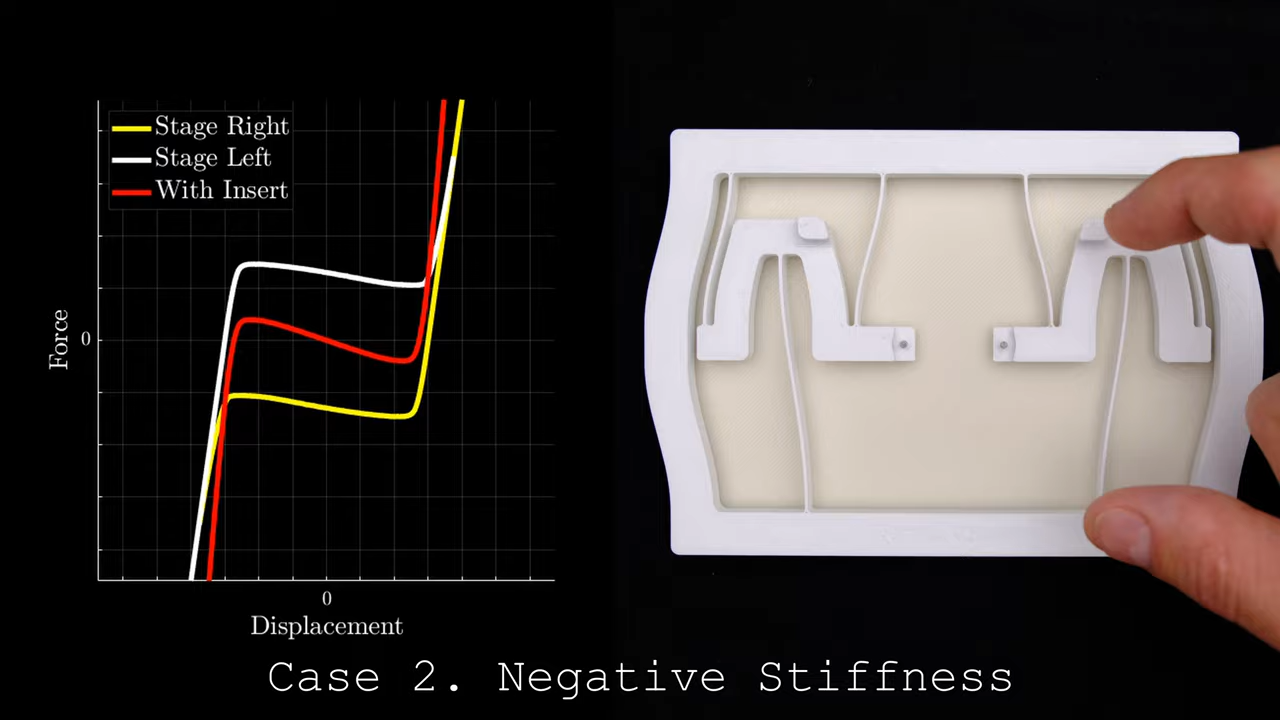 Stage Right
Stage Left
With Insert
Force
0
0
Displacement
Case 2. Negative Stiffness